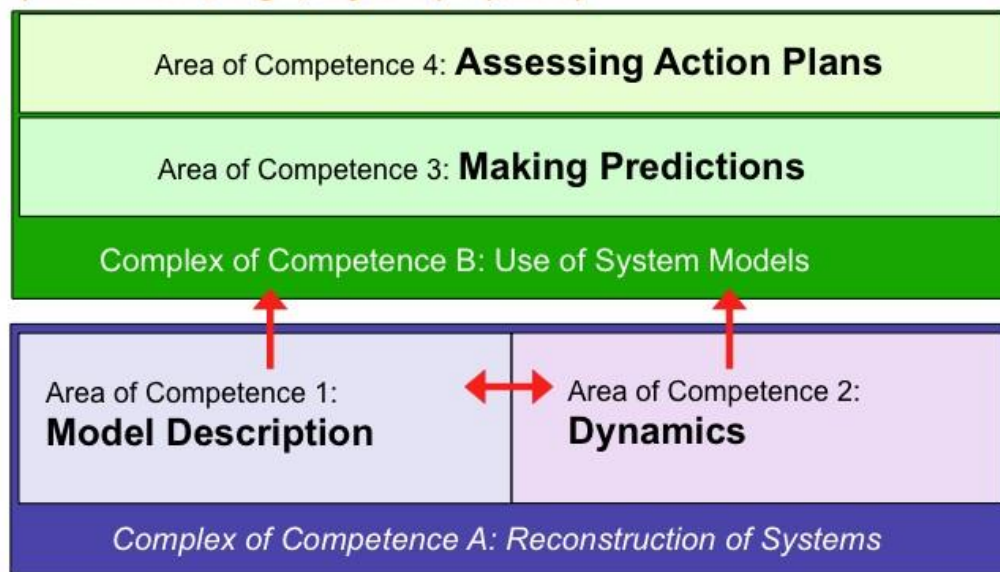 Area of Competence 4: Assessing Action Plans
Area of Competence 3: Making Predictions
Complex of Competence B: Use of System Models
Area of Competence 1:
Model Description
Area of Competence 2:
Dynamics
Complex of Competence A: Reconstruction of Systems